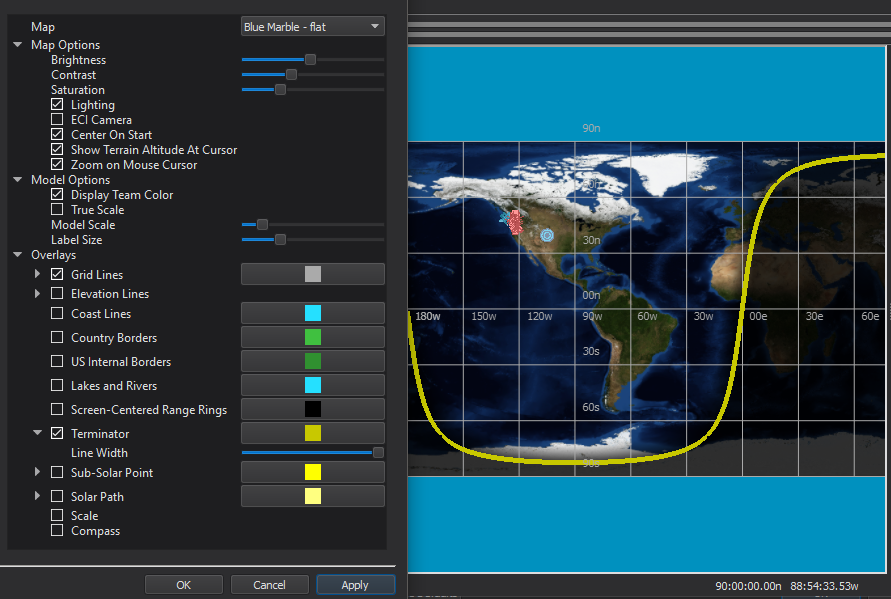 Map
Blue Marble - flat
Map Options
Brightness
Contrast
Saturation
Lighting
ECI Camera
Center On Start
Show Terrain Altitude At Cursor
Zoom on Mouse Cursor
Model Options
Display Team Color
True Scale
Model Scale
Label Size
Overlays
Grid Lines
Elevation Lines
Coast Lines
Country Borders
US Internal Borders
Lakes and Rivers
Screen-Centered Range Rings
Terminator
Line Width
Sub-Solar Point
Solar Path
Scale
Compass
OK Cancel Apply
90n
30n
00n
180w 150w 120w 90w 60w 30w 00e 30e 60e
30s
60s
90:00:00.00n 88:54:33.53w